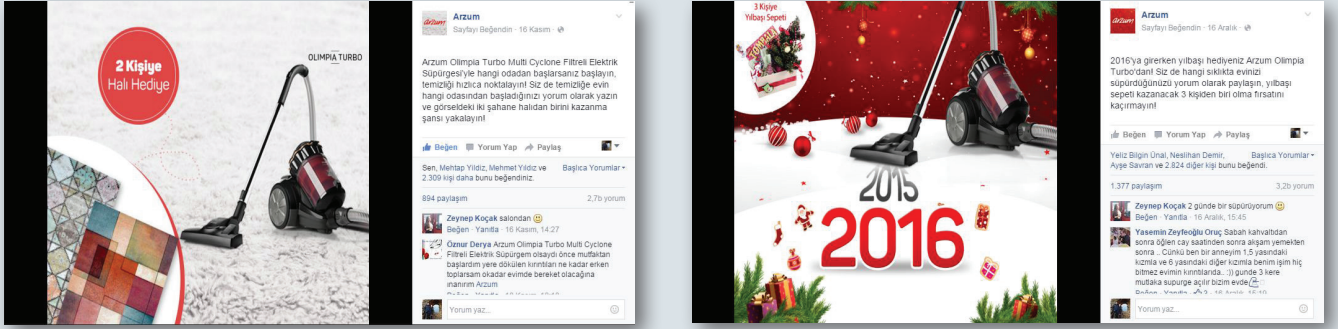 2 Kişiye
Halı Hediye
OLIMPIA TURBO
arzum
Arzum
Sayfayı Beğendin · 16 Kasım ·
Arzum Olimpia Turbo Multi Cyclone Filtreli Elektrik
Süpürgesi'yle hangi odadan başlarsanız başlayın,
temizliği hızlıca noktalayın! Siz de temizliğe evin
hangi odasından başladığınızı yorum olarak yazın
ve görseldeki iki şahane halıdan birini kazanma
şansı yakalayın!
Beğen Yorum Yap Paylaş
Sen, Mehtap Yildiz, Mehmet Yıldız ve
2.309 kişi daha bunu beğendiniz.
Başlıca Yorumlar
894 paylaşım 2,7b yorum
Zeynep Koçak salondan
Beğen · Yanıtla · 16 Kasım, 14:27
Öznur Derya Arzum Olimpia Turbo Multi Cyclone
Filtreli Elektrik Süpürgem olsaydı önce mutfaktan
başlardım yere dökülen kırıntıları ne kadar erken
toplarsam okadar evimde bereket olacağına
inanırım Arzum
Yorum yaz...
3 Kişiye
Yılbaşı Sepeti
TOMBALA
2015
2016
arzum
Arzum
Sayfayı Beğendin · 16 Aralık ·
2016'ya girerken yılbaşı hediyeniz Arzum Olimpia
Turbo'dan! Siz de hangi sıklıkta evinizi
süpürdüğünüzü yorum olarak paylaşın, yılbaşı
sepeti kazanacak 3 kişiden biri olma fırsatını
kaçırmayın!
Beğen Yorum Yap Paylaş
Yeliz Bilgin Ünal, Neslihan Demir,
Ayşe Savran ve 2.824 diğer kişi bunu beğendi.
Başlıca Yorumlar
1.377 paylaşım 3,2b yorum
Zeynep Koçak 2 günde bir süpürüyorum
Beğen · Yanıtla · 16 Aralık, 15:45
Yasemin Zeyfeoğlu Oruç Sabah kahvaltıdan
sonra öğlen cay saatinden sonra akşam yemekten
sonra .. Cünkü ben bir anneyim 1,5 yasındaki
kızmla ve 6 yasındaki diğer kızmla benim işim hiç
bitmez evimin kırıntılarıda.. :)) gunde 3 kere
mutlaka supurge açılır bizim evde
Yorum yaz...